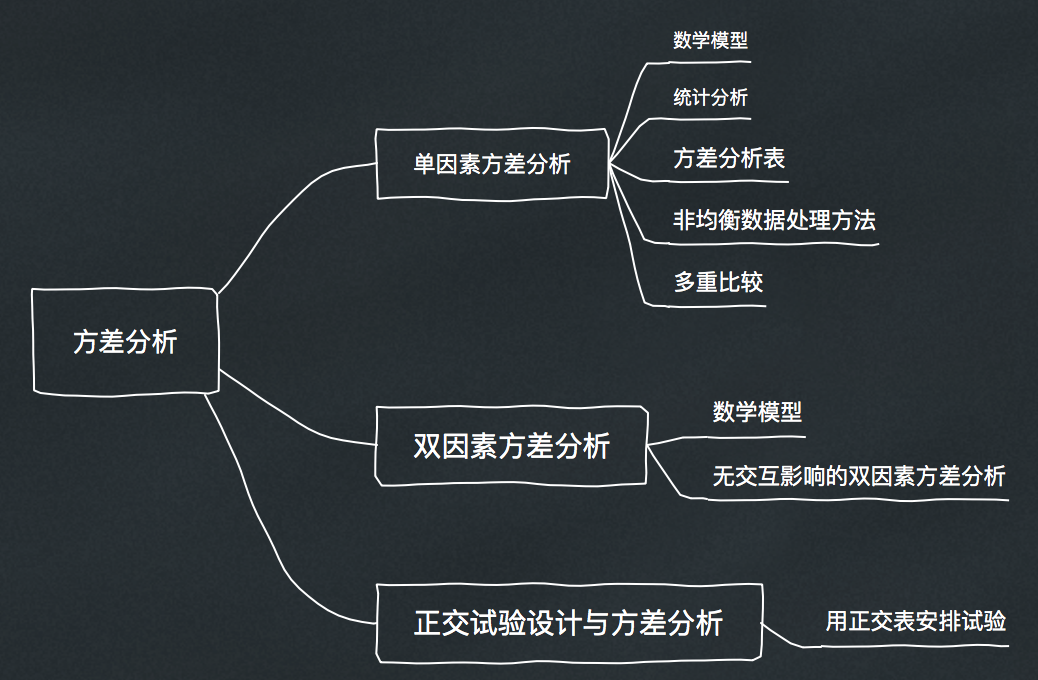 方差分析
单因素方差分析
数学模型
统计分析
方差分析表
非均衡数据处理方法
多重比较
双因素方差分析
数学模型
无交互影响的双因素方差分析
正交试验设计与方差分析
用正交表安排试验